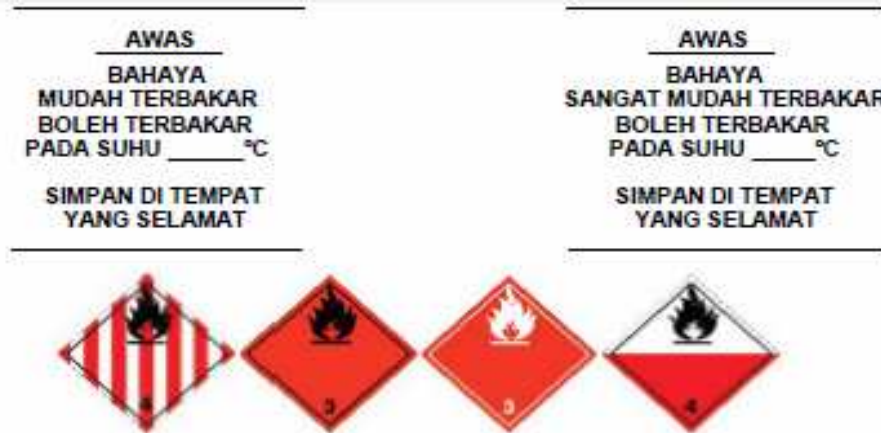 AWAS
BAHAYA
MUDAH TERBAKAR
BOLEH TERBAKAR
PADA SUHU ______°C
SIMPAN DI TEMPAT
YANG SELAMAT
AWAS
BAHAYA
SANGAT MUDAH TERBAKAR
BOLEH TERBAKAR
PADA SUHU _____°C
SIMPAN DI TEMPAT
YANG SELAMAT
4
3
3
4